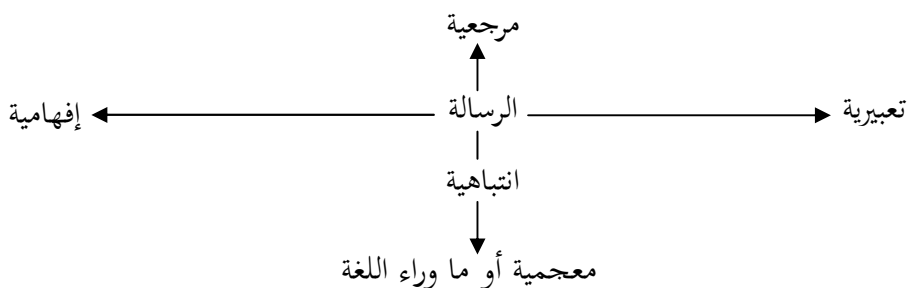 مرجعية
تعبيرية
الرسالة
إفهامية
انتباهية
معجمية أو ما وراء اللغة